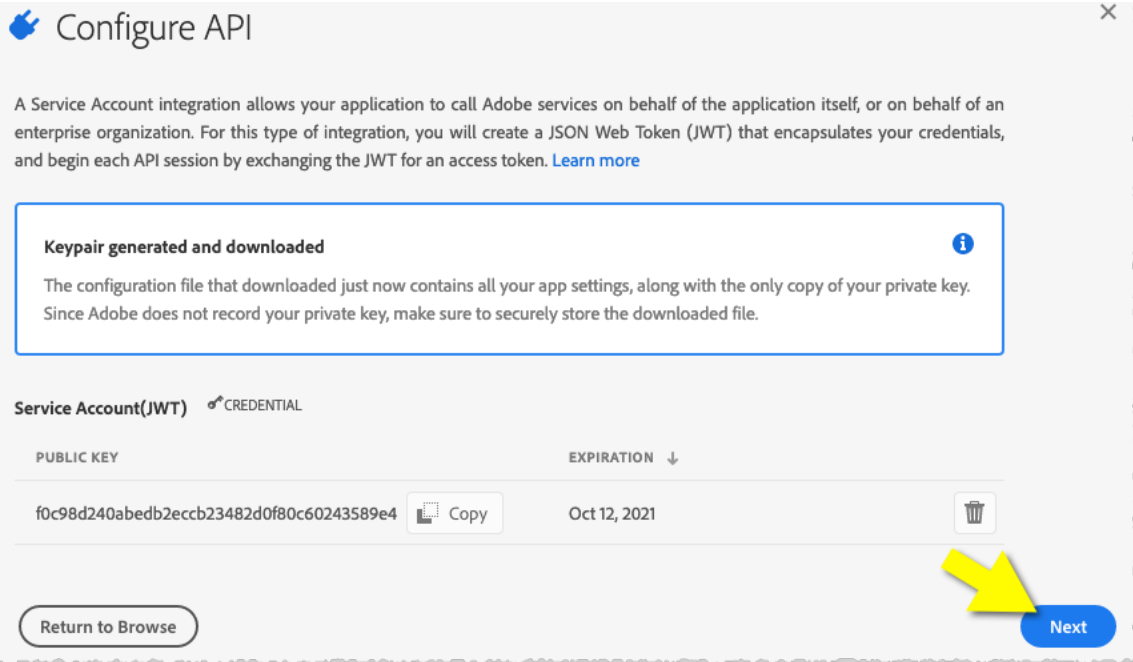 Configure API
A Service Account integration allows your application to call Adobe services on behalf of the application itself, or on behalf of an
enterprise organization. For this type of integration, you will create a JSON Web Token (JWT) that encapsulates your credentials,
and begin each API session by exchanging the JWT for an access token. Learn more
Keypair generated and downloaded
The configuration file that downloaded just now contains all your app settings, along with the only copy of your private key.
Since Adobe does not record your private key, make sure to securely store the downloaded file.
Service Account(JWT) CREDENTIAL
PUBLIC KEY EXPIRATION
f0c98d240abedb2eccb23482d0f80c60243589e4 Copy Oct 12, 2021
Return to Browse Next